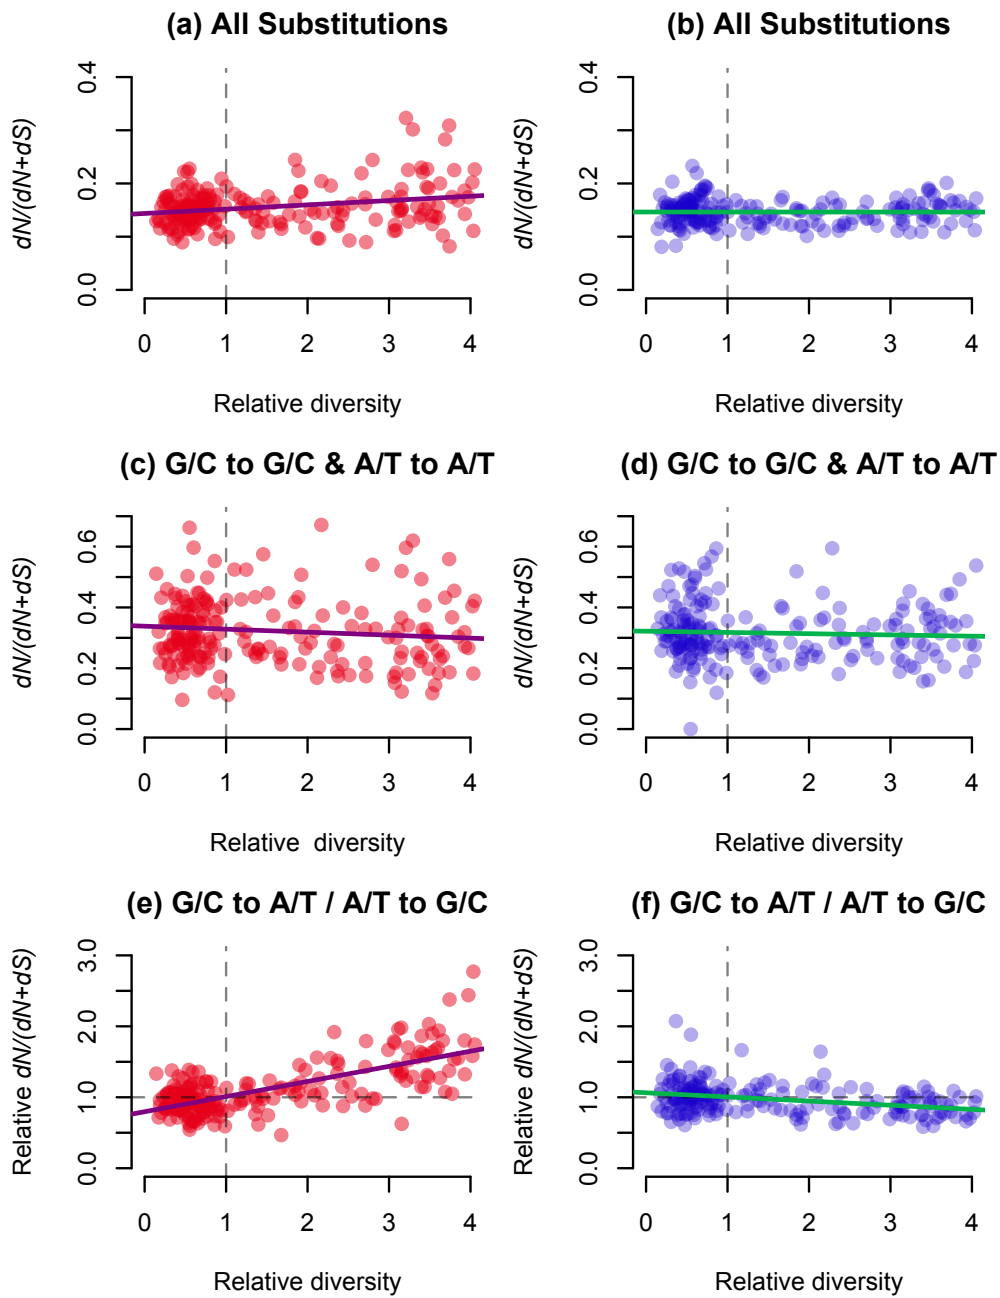 (a) All Substitutions
dN/(dN+dS)
0.4
0.2
0.0
0 1 2 3 4
Relative diversity
(b) All Substitutions
dN/(dN+dS)
0.4
0.2
0.0
0 1 2 3 4
Relative diversity
(c) G/C to G/C & A/T to A/T
dN/(dN+dS)
0.6
0.4
0.2
0.0
0 1 2 3 4
Relative diversity
(d) G/C to G/C & A/T to A/T
dN/(dN+dS)
0.6
0.4
0.2
0.0
0 1 2 3 4
Relative diversity
(e) G/C to A/T / A/T to G/C
Relative dN/(dN+dS)
3.0
2.0
1.0
0.0
0 1 2 3 4
Relative diversity
(f) G/C to A/T / A/T to G/C
Relative dN/(dN+dS)
3.0
2.0
1.0
0.0
0 1 2 3 4
Relative diversity